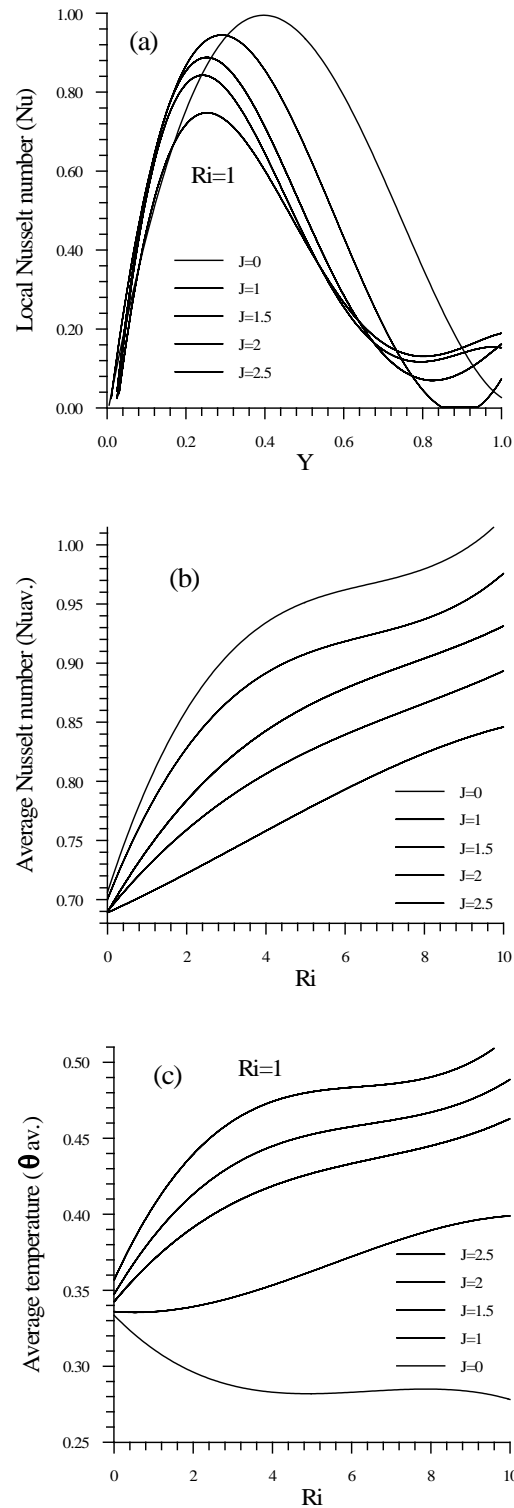 (a)
1.00
0.80
0.60
0.40
0.20
0.00
Local Nusselt number (Nu)
Ri=1
J=0
J=1
J=1.5
J=2
J=2.5
0.0 0.2 0.4 0.6 0.8 1.0
Y
(b)
1.00
0.95
0.90
0.85
0.80
0.75
0.70
Average Nusselt number (Nuav.)
J=0
J=1
J=1.5
J=2
J=2.5
0 2 4 6 8 10
Ri
(c) Ri=1
0.50
0.45
0.40
0.35
0.30
0.25
Average temperature (θav.)
J=2.5
J=2
J=1.5
J=1
J=0
0 2 4 6 8 10
Ri